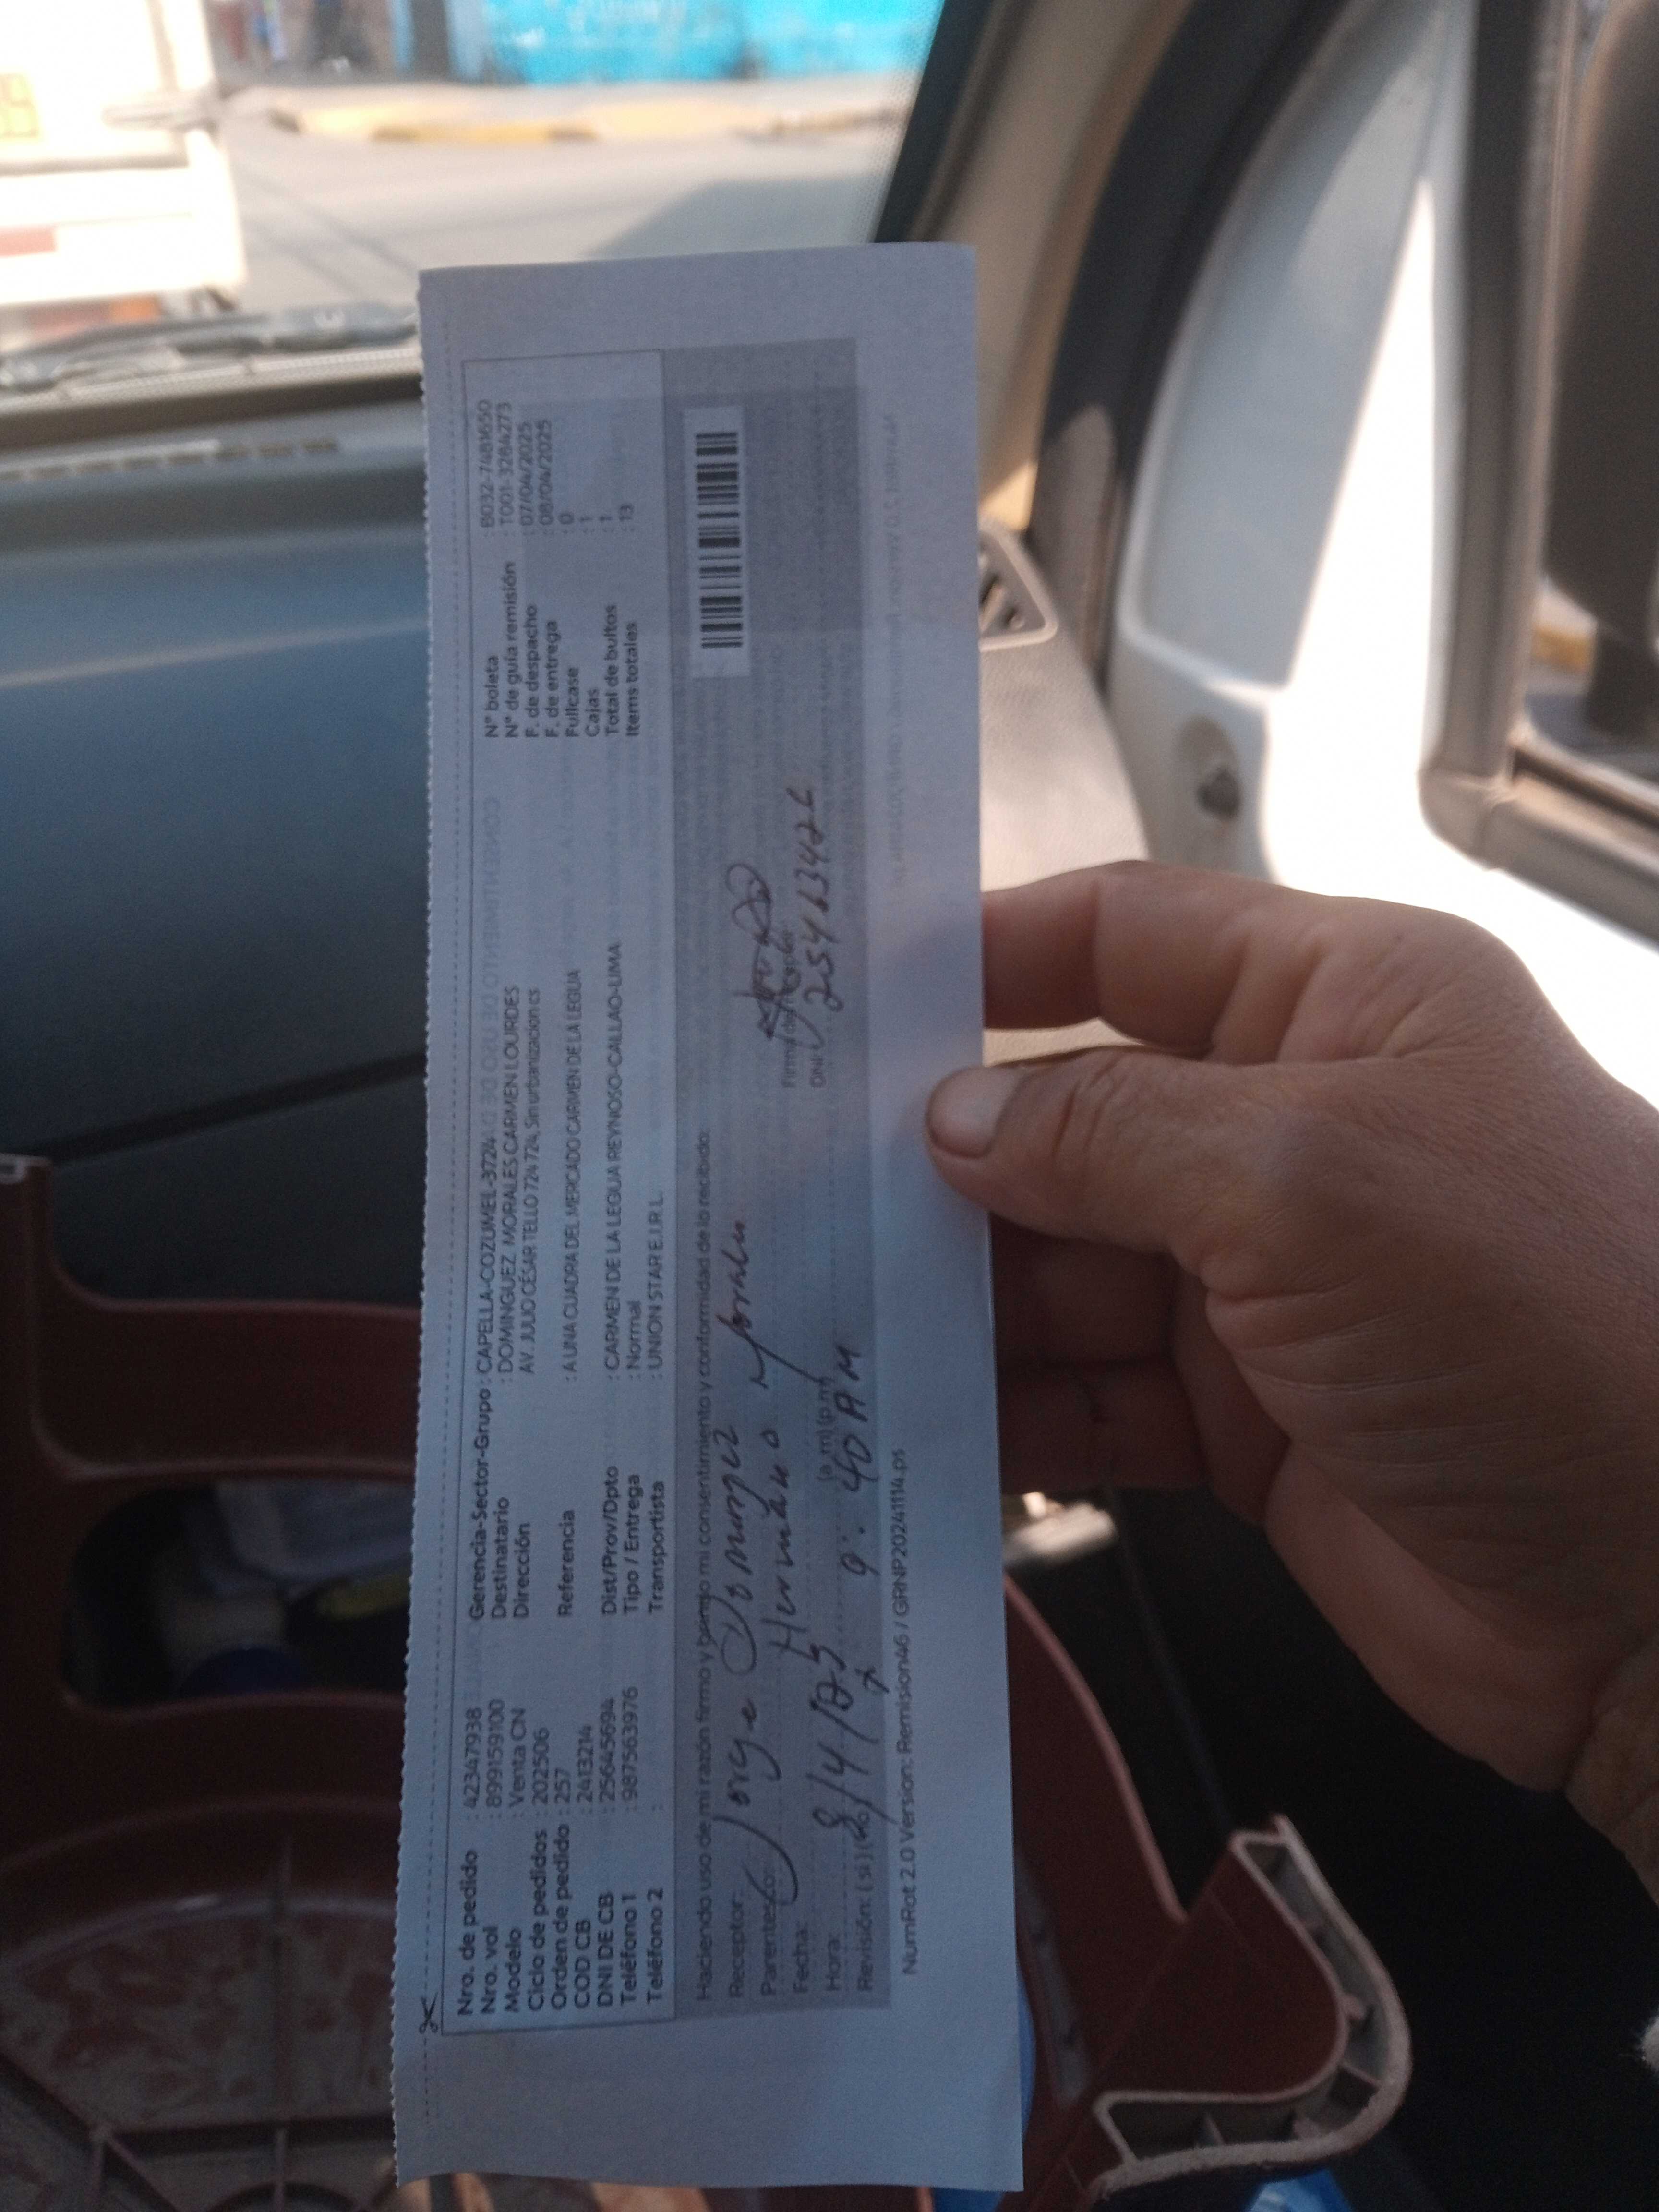 Nro. de pedido : 42347938
Nro. vol : 899159100
Modelo : Venta CN
Ciclo de pedidos : 202506
Orden de pedido : 257
COD CB : 2413214
DNI DE CB : 25645694
Teléfono 1 : 987563976
Teléfono 2 :
Gerencia-Sector-Grupo : CAPELLA-COZUMEL-3724
Destinatario : DOMINGUEZ MORALES CARMEN LOURDES
Dirección AV. JULIO CÉSAR TELLO 724 724, Sin urbanizacion cs
Referencia : A UNA CUADRA DEL MERCADO CARMEN DE LA LEGUA
Dist/Prov/Dpto : CARMEN DE LA LEGUA REYNOSO-CALLAO-LIMA
Tipo / Entrega : Normal
Transportista : UNION STAR E.I.R.L.
N° boleta : B032-7481650
N° de guía remisión : T001-3284273
F. de despacho : 07/04/2025
F. de entrega : 08/04/2025
Fullcase : 0
Cajas : 1
Total de bultos : 1
Items totales : 13
Haciendo uso de mi razón firmo y brindo mi consentimiento y conformidad de lo recibido:
Receptor: Jorge Morales
Parentesco: Hermano
Fecha: 8/4/25
Hora: 9:40 AM (a.m)(p.m)
Revisión: ( si ) ( no )
Firma del receptor
DNI 25463426
NumRot 2.0 Version: Remision46 / GRNP20241114.ps